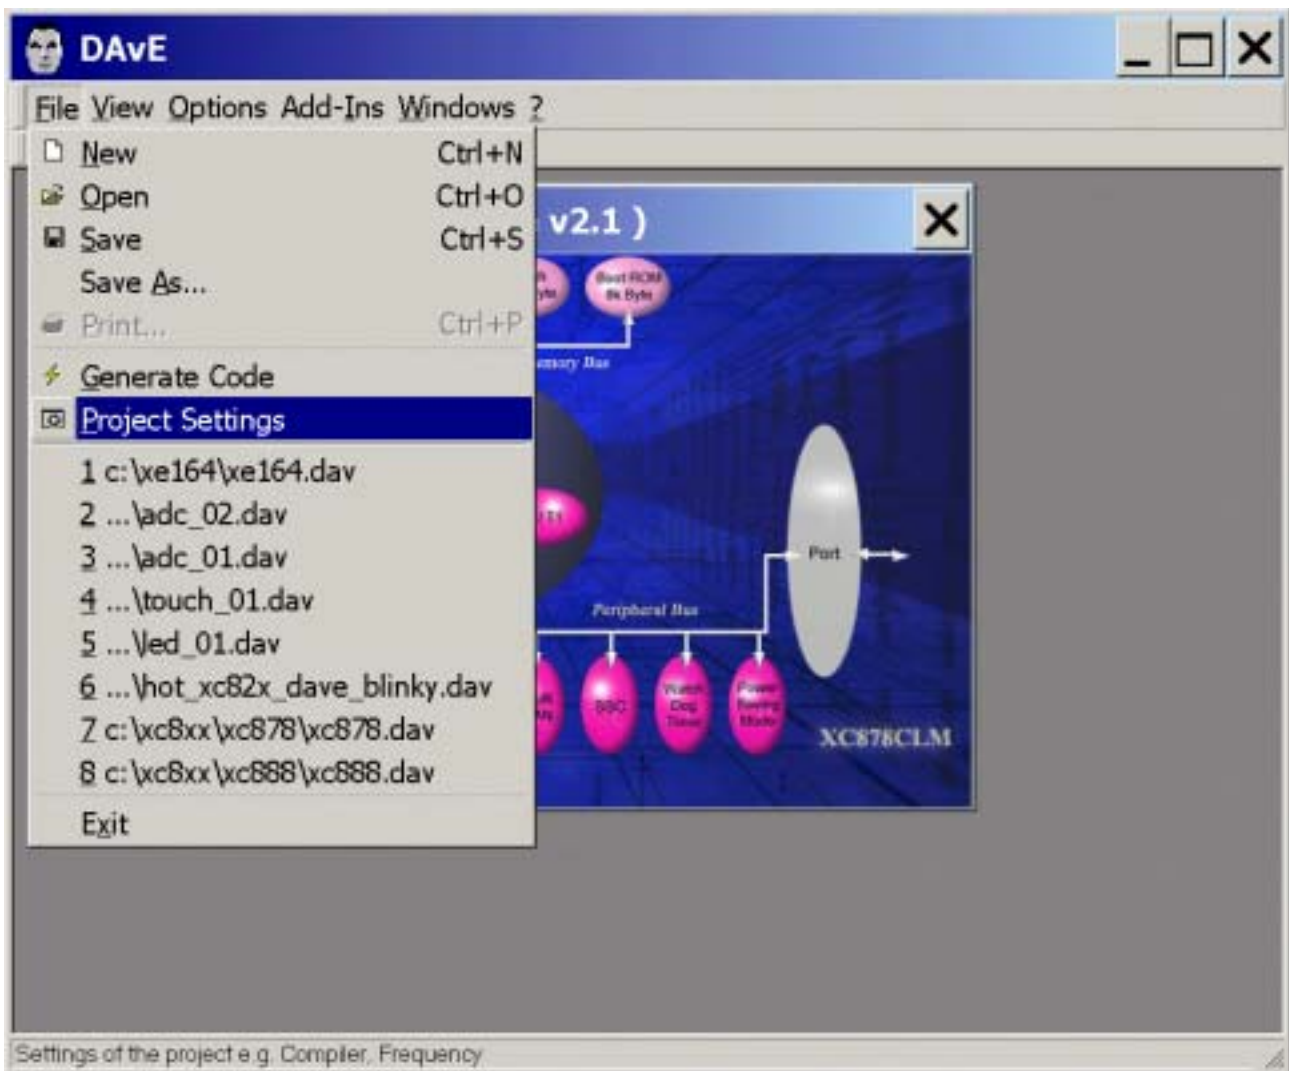 DAvE
File View Options Add-Ins Windows ?
New Ctrl+N
Open Ctrl+O
Save Ctrl+S
Save As...
Print... Ctrl+P
Generate Code
Project Settings
1 c:\xe164\xe164.dav
2 ...\adc_02.dav
3 ...\adc_01.dav
4 ...\touch_01.dav
5 ...\led_01.dav
6 ...\hot_xc82x_dave_blinky.dav
7 c:\xc8xx\xc878\xc878.dav
8 c:\xc8xx\xc888\xc888.dav
Exit
v2.1 )
Boot ROM
8k Byte
Port
Peripheral Bus
SSC
Watch
Dog
Timer
Power
Saving
Mode
XC878CLM
Settings of the project e.g. Compiler, Frequency